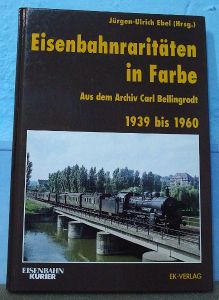 Jürgen-Ulrich Ebel (Hrsg.)
Eisenbahnraritäten
in Farbe
Aus dem Archiv Carl Bellingrodt
1939 bis 1960
EISENBAHN
KURIER
EK-VERLAG